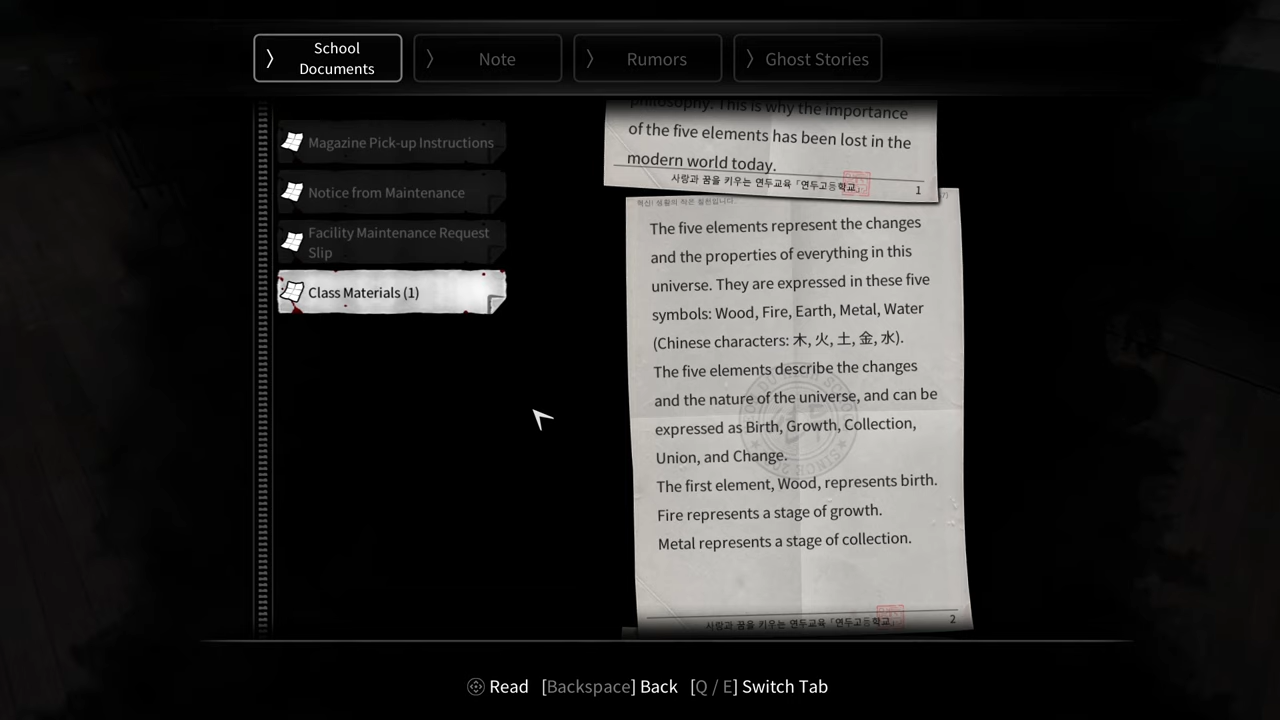 School
Documents
Note
Rumors
Ghost Stories
Magazine Pick-up Instructions
Notice from Maintenance
Facility Maintenance Request
Slip
Class Materials (1)
philosophy. This is why the importance
of the five elements has been lost in the
modern world today.
사랑과 꿈을 키우는 연두교육 「연두고등학교」
1
The five elements represent the changes
and the properties of everything in this
universe. They are expressed in these five
symbols: Wood, Fire, Earth, Metal, Water
(Chinese characters: 木, 火, 土, 金, 水).
The five elements describe the changes
and the nature of the universe, and can be
expressed as Birth, Growth, Collection,
Union, and Change.
The first element, Wood, represents birth.
Fire represents a stage of growth.
Metal represents a stage of collection.
사랑과 꿈을 키우는 연두교육 「연두고등학교」
2
Read [Backspace] Back [Q / E] Switch Tab